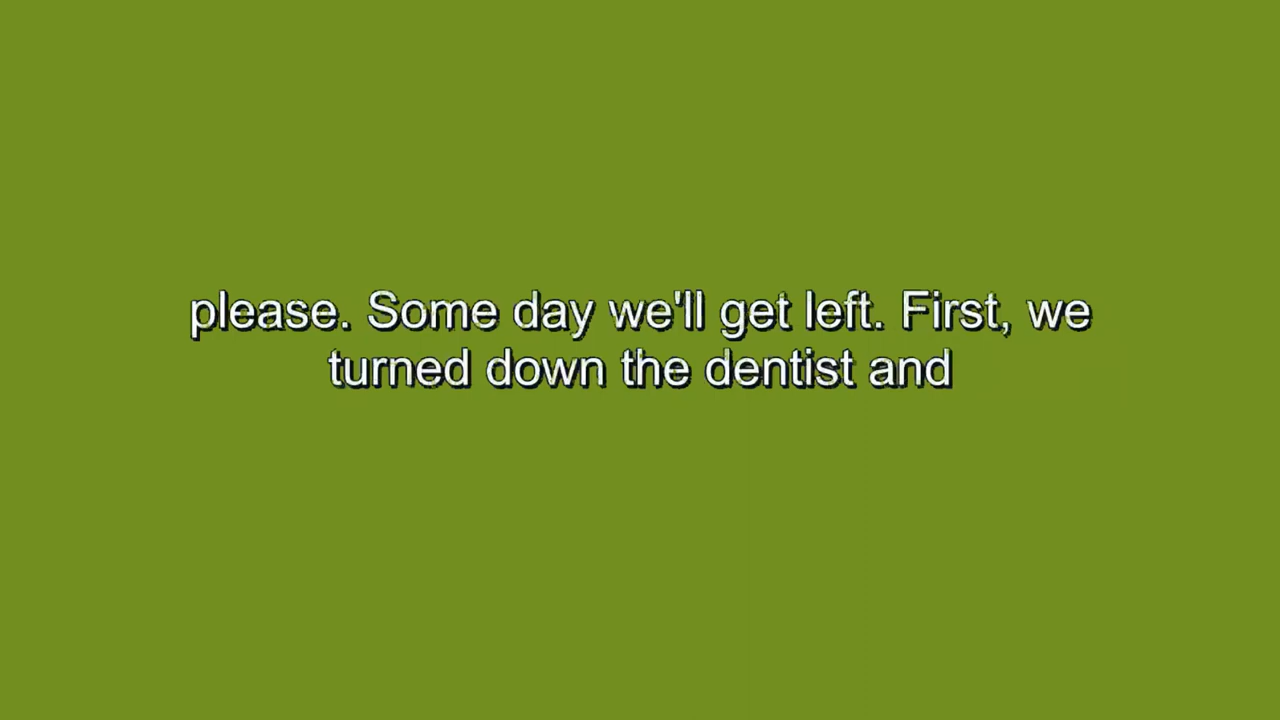 please. Some day we'll get left. First, we
turned down the dentist and